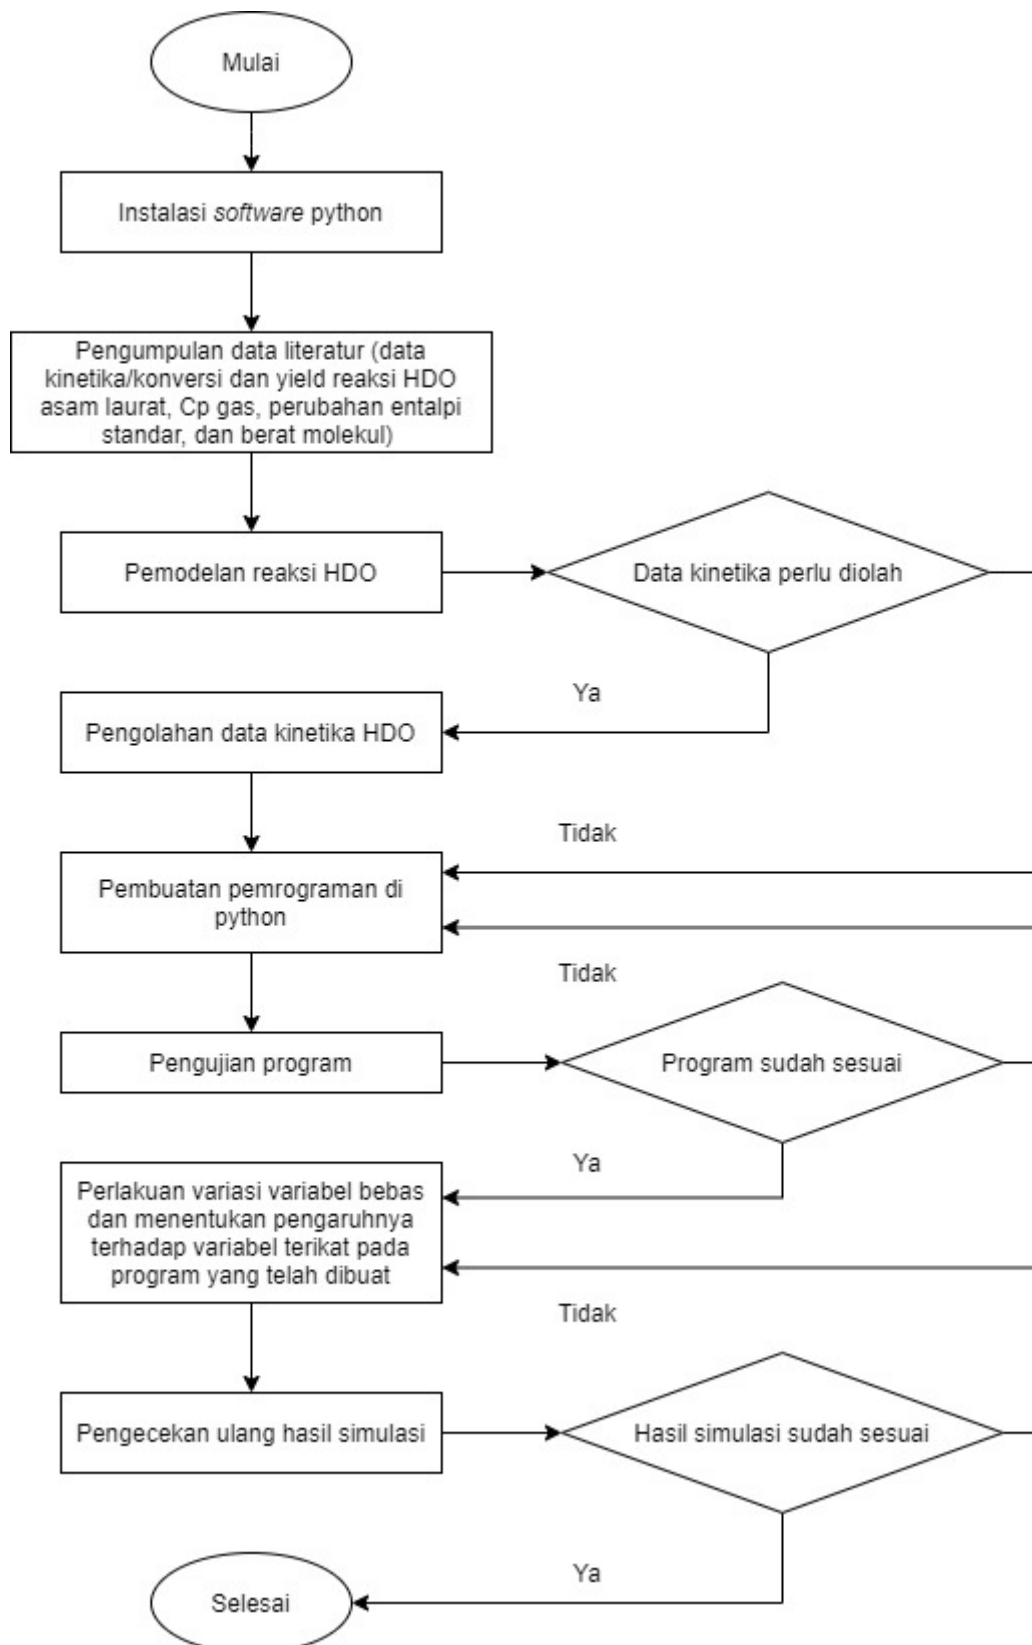 Mulai
Instalasi software python
Pengumpulan data literatur (data
kinetika/konversi dan yield reaksi HDO
asam laurat, Cp gas, perubahan entalpi
standar, dan berat molekul)
Pemodelan reaksi HDO
Data kinetika perlu diolah
Ya
Pengolahan data kinetika HDO
Tidak
Pembuatan pemrograman di
python
Tidak
Pengujian program
Program sudah sesuai
Ya
Perlakuan variasi variabel bebas
dan menentukan pengaruhnya
terhadap variabel terikat pada
program yang telah dibuat
Tidak
Pengecekan ulang hasil simulasi
Hasil simulasi sudah sesuai
Ya
Selesai